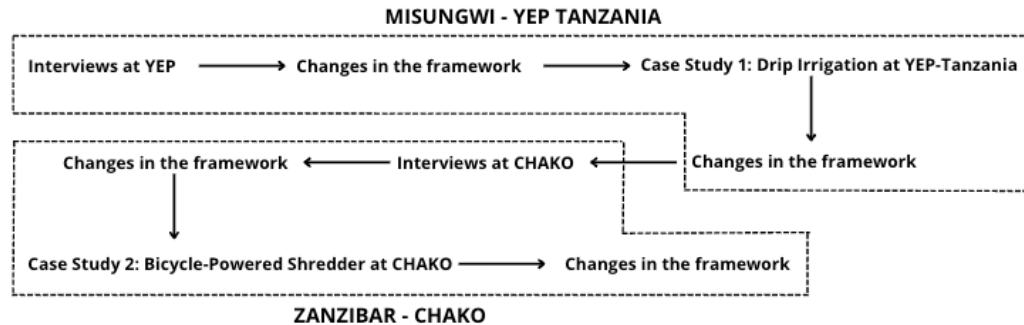 MISUNGWI - YEP TANZANIA
Interviews at YEP
Changes in the framework
Case Study 1: Drip Irrigation at YEP-Tanzania
Changes in the framework
Interviews at CHAKO
Changes in the framework
Case Study 2: Bicycle-Powered Shredder at CHAKO
Changes in the framework
ZANZIBAR - CHAKO